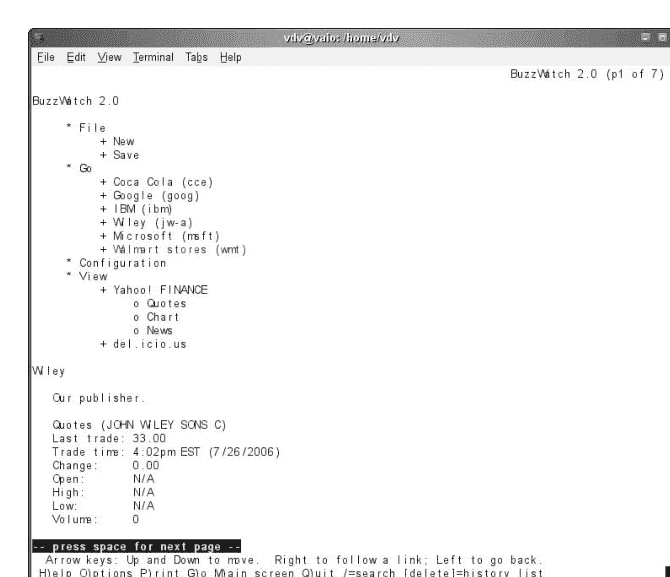 vdv@vaio: /home/vdv
File Edit View Terminal Tabs Help
BuzzWatch 2.0 (p1 of 7)
BuzzWatch 2.0
* File
+ New
+ Save
* Go
+ Coca Cola (cce)
+ Google (goog)
+ IBM (ibm)
+ Wiley (jw-a)
+ Microsoft (msft)
+ Walmart stores (wmt)
* Configuration
* View
+ Yahoo! FINANCE
o Quotes
o Chart
o News
+ del.icio.us
Wiley
Our publisher.
Quotes (JOHN WILEY SONS C)
Last trade: 33.00
Trade time: 4:02pm EST (7/26/2006)
Change: 0.00
Open: N/A
High: N/A
Low: N/A
Volume: 0
-- press space for next page --
Arrow keys: Up and Down to move. Right to follow a link; Left to go back.
H)elp O)ptions P)rint G)o M)ain screen Q)uit /=search [delete]=history list